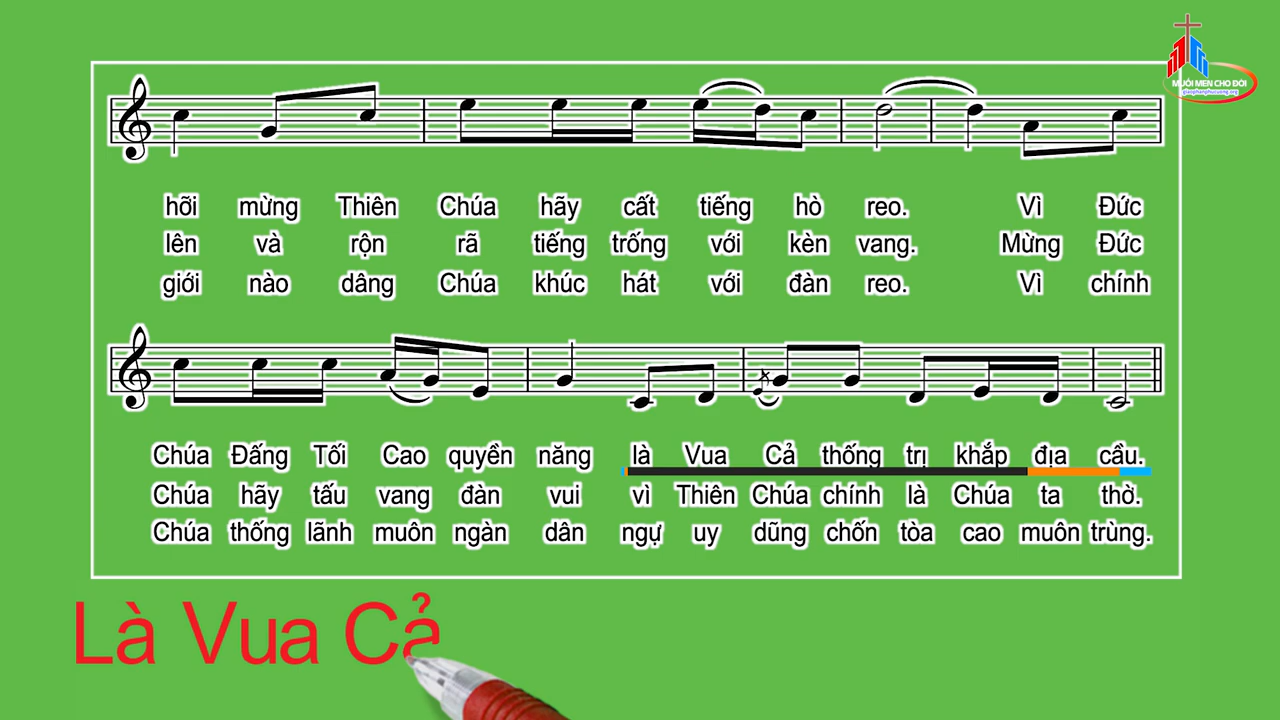 MUỐI MEN CHO ĐỜI
giaophanphucuong.org
hỡi mừng Thiên Chúa hãy cất tiếng hò reo. Vì Đức
lên và rộn rã tiếng trống với kèn vang. Mừng Đức
giới nào dâng Chúa khúc hát với đàn reo. Vì chính
Chúa Đấng Tối Cao quyền năng là Vua Cả thống trị khắp địa cầu.
Chúa hãy tấu vang đàn vui vì Thiên Chúa chính là Chúa ta thờ.
Chúa thống lãnh muôn ngàn dân ngự uy dũng chốn tòa cao muôn trùng.
Là Vua Cả